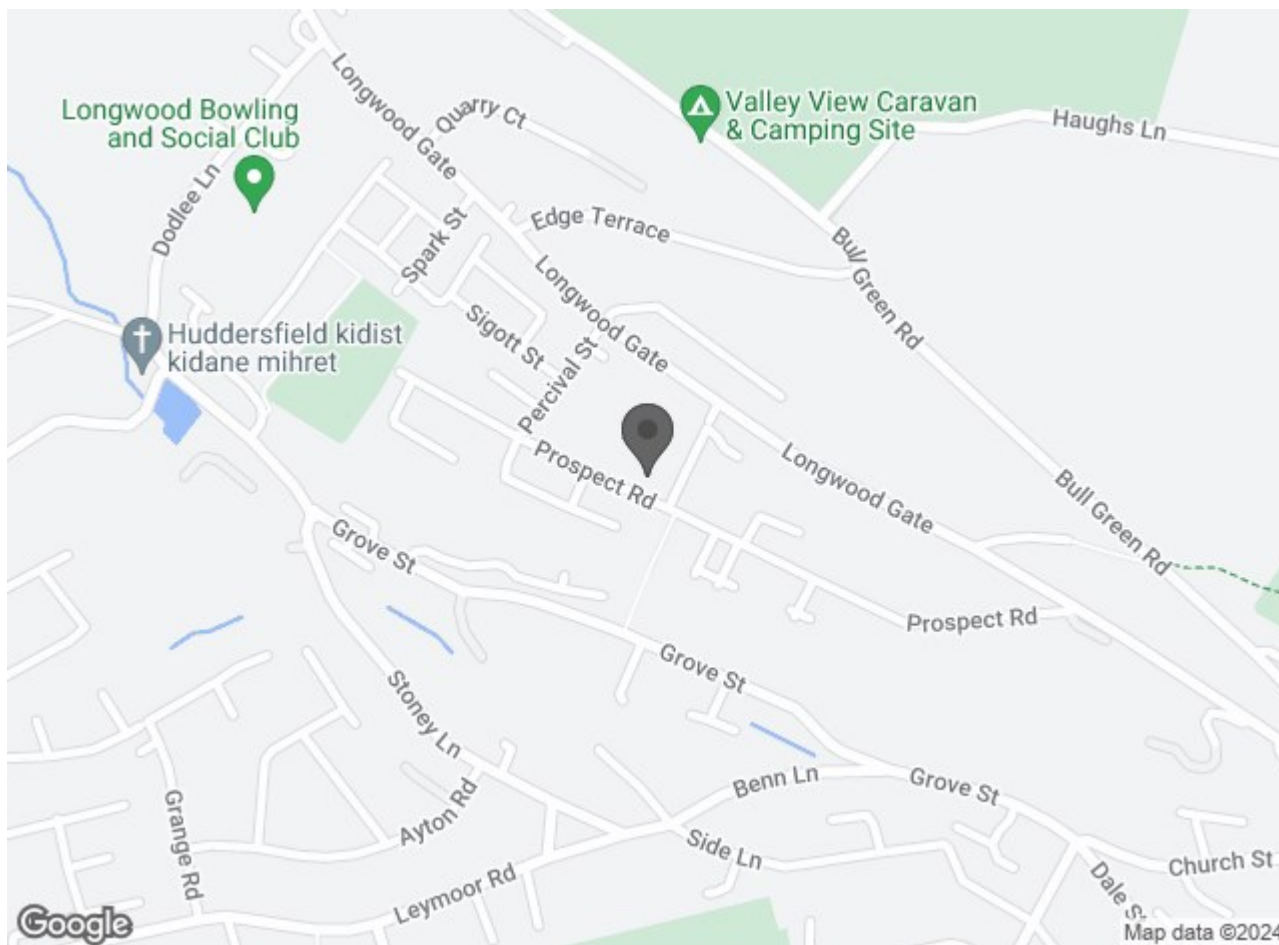 Longwood Gate
Quarry Ct
Longwood Bowling
and Social Club
Valley View Caravan
& Camping Site
Haughs Ln
Dodlee Ln
Spark St
Edge Terrace
Bull Green Rd
Longwood Gate
Huddersfield kidist
kidane mihret
Sigott St
Percival St
Prospect Rd
Longwood Gate
Bull Green Rd
Grove St
Prospect Rd
Grove St
Stoney Ln
Benn Ln
Grove St
Grange Rd
Ayton Rd
Side Ln
Church St
Leymoor Rd
Dale St
Google
Map data ©2024